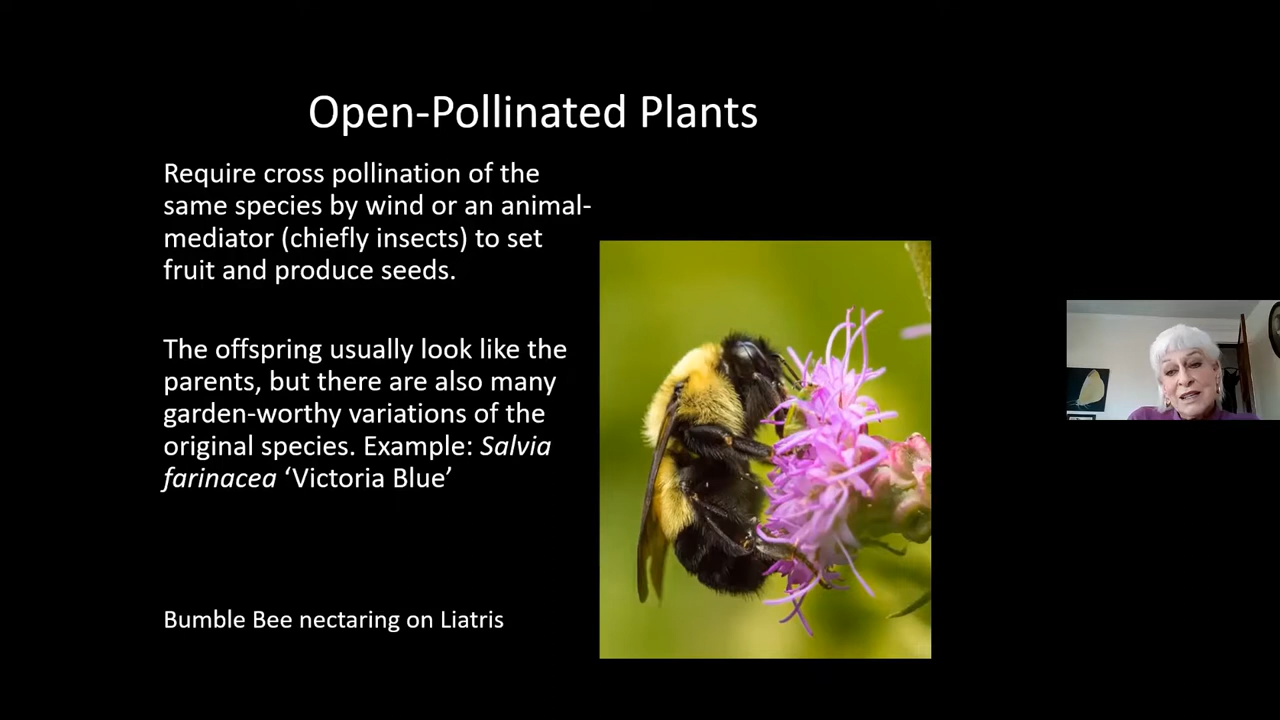 Open-Pollinated Plants
Require cross pollination of the
same species by wind or an animal-
mediator (chiefly insects) to set
fruit and produce seeds.
The offspring usually look like the
parents, but there are also many
garden-worthy variations of the
original species. Example: Salvia
farinacea ‘Victoria Blue’
Bumble Bee nectaring on Liatris